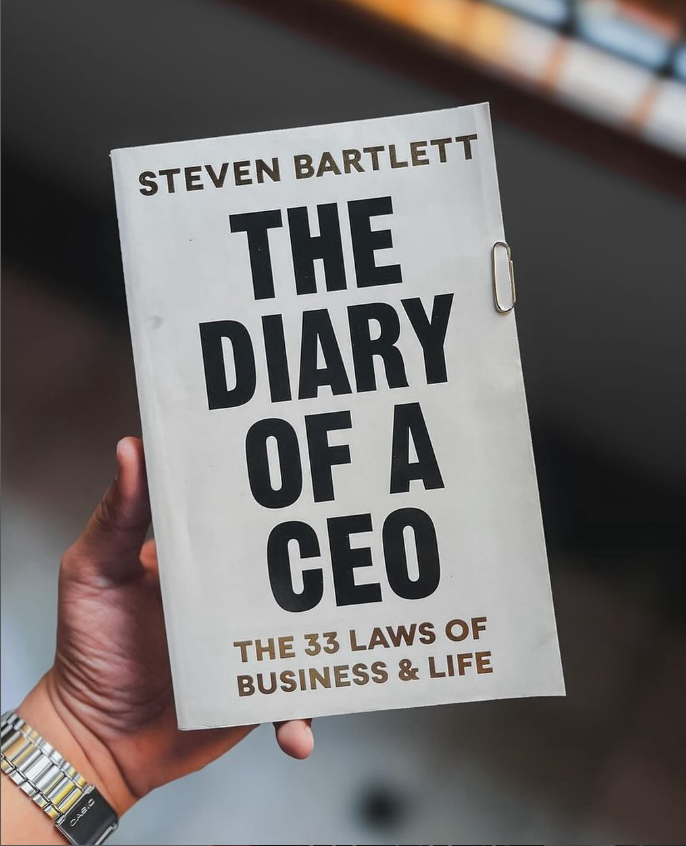 STEVEN BARTLETT
THE
DIARY
OF A
CEO
THE 33 LAWS OF
BUSINESS & LIFE
CASIO